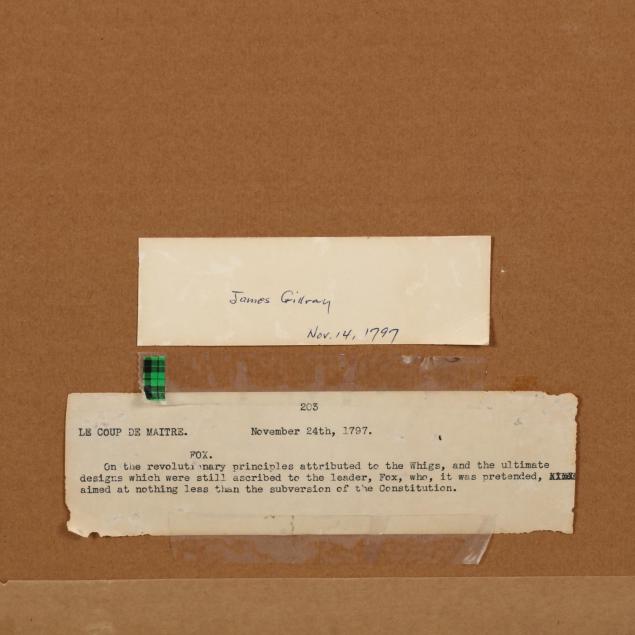 James Gillray
Nov. 14, 1797
203
LE COUP DE MAITRE. November 24th, 1797.
FOX.
On the revolutionary principles attributed to the Whigs, and the ultimate
designs which were still ascribed to the leader, Fox, who, it was pretended,
aimed at nothing less than the subversion of the Constitution.